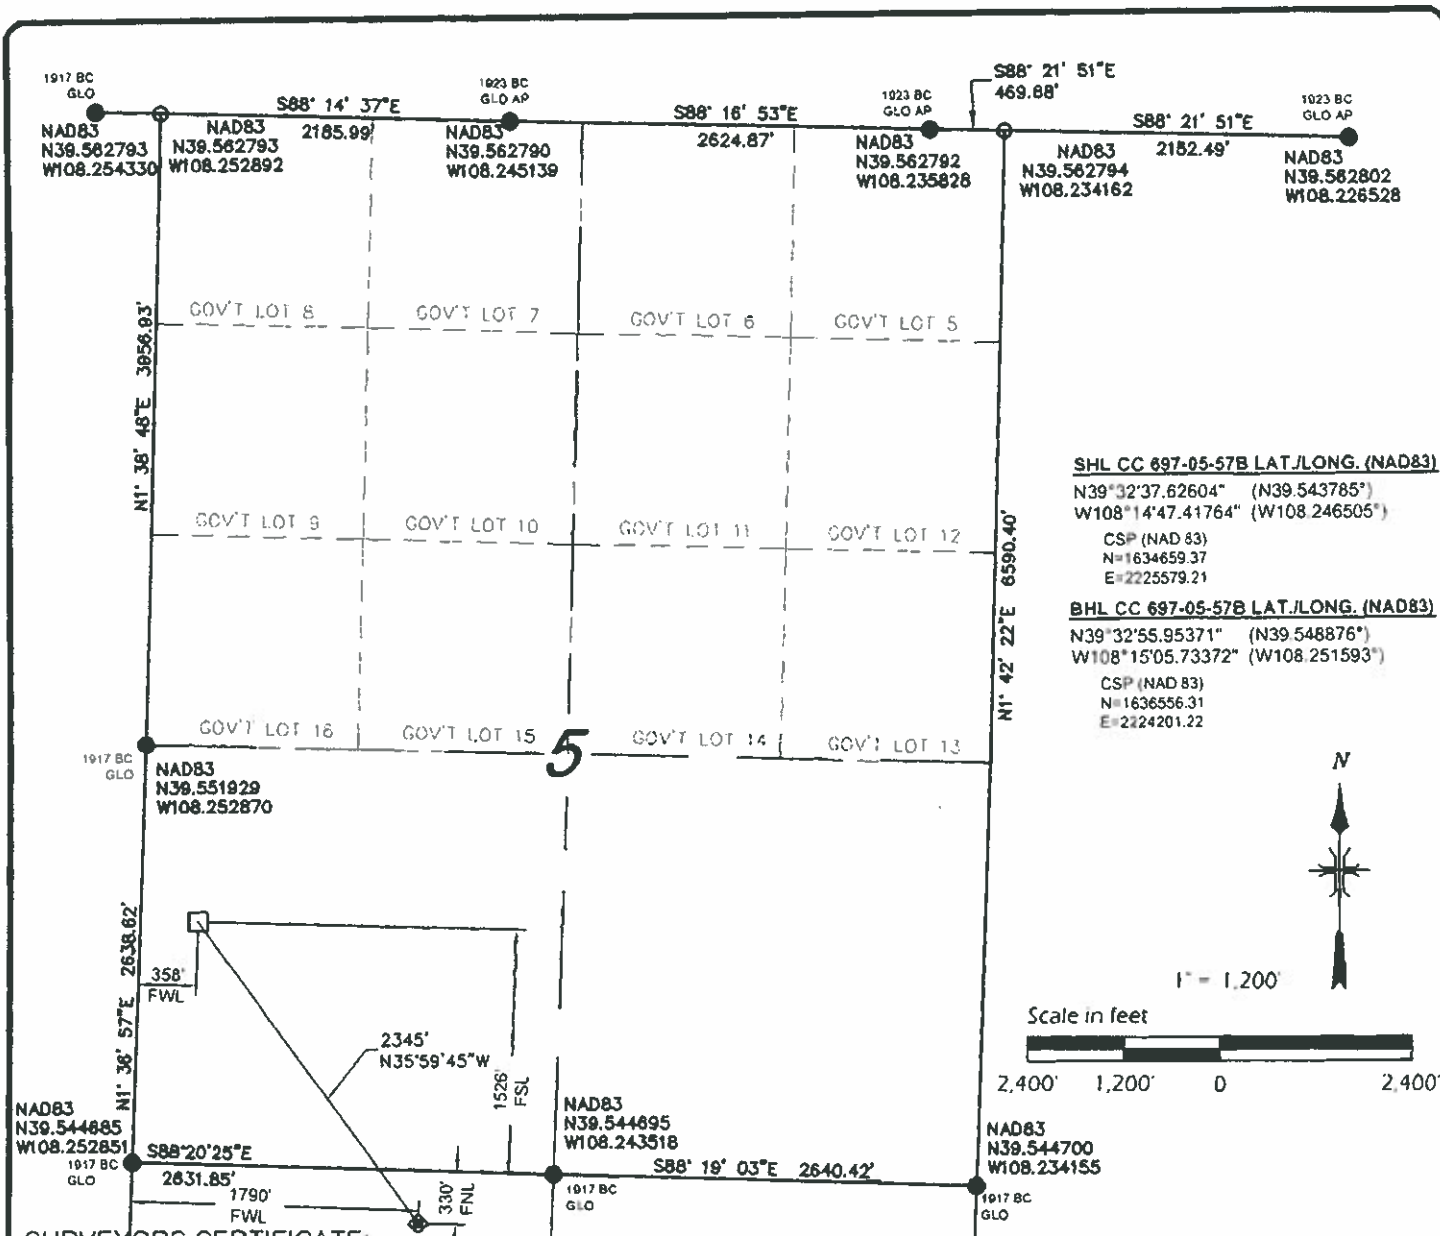 1917 BC
GLO
NAD83
N39.562793
W108.254330
NAD83
N39.562793
W108.252892
S88° 14' 37"E
2185.99'
1923 BC
GLO AP
NAD83
N39.562790
W108.245139
S88° 16' 53"E
2624.87'
1923 BC
GLO AP
NAD83
N39.562792
W108.235828
S88° 21' 51"E
469.88'
NAD83
N39.562794
W108.234162
S88° 21' 51"E
2152.49'
1923 BC
GLO AP
NAD83
N39.562802
W108.226528
GOV'T LOT 8
GOV'T LOT 7
GOV'T LOT 6
GOV'T LOT 5
N1° 38' 48"E 3956.93'
GOV'T LOT 9
GOV'T LOT 10
GOV'T LOT 11
GOV'T LOT 12
N1° 42' 22"E 6590.40'
SHL CC 697-05-57B LAT./LONG. (NAD83)
N39°32'37.62604" (N39.543785°)
W108°14'47.41764" (W108.246505°)
CSP (NAD 83)
N=1634659.37
E=2225579.21
BHL CC 697-05-57B LAT./LONG. (NAD83)
N39°32'55.95371" (N39.548876°)
W108°15'05.73372" (W108.251593°)
CSP (NAD 83)
N=1636556.31
E=2224201.22
GOV'T LOT 16
GOV'T LOT 15
5
GOV'T LOT 14
GOV'T LOT 13
1917 BC
GLO
NAD83
N39.551929
W108.252870
N
N1° 36' 57"E 2638.62'
358'
FWL
2345'
N35°59'45"W
1526'
FSL
1" = 1,200'
Scale in feet
2,400' 1,200' 0 2,400'
NAD83
N39.544685
W108.252851
1917 BC
GLO
S88°20'25"E
2631.85'
NAD83
N39.544695
W108.243518
1917 BC
GLO
S88° 19' 03"E 2640.42'
NAD83
N39.544700
W108.234155
1917 BC
GLO
1790'
FWL
330'
FNL
SURVEYORS CERTIFICATE: